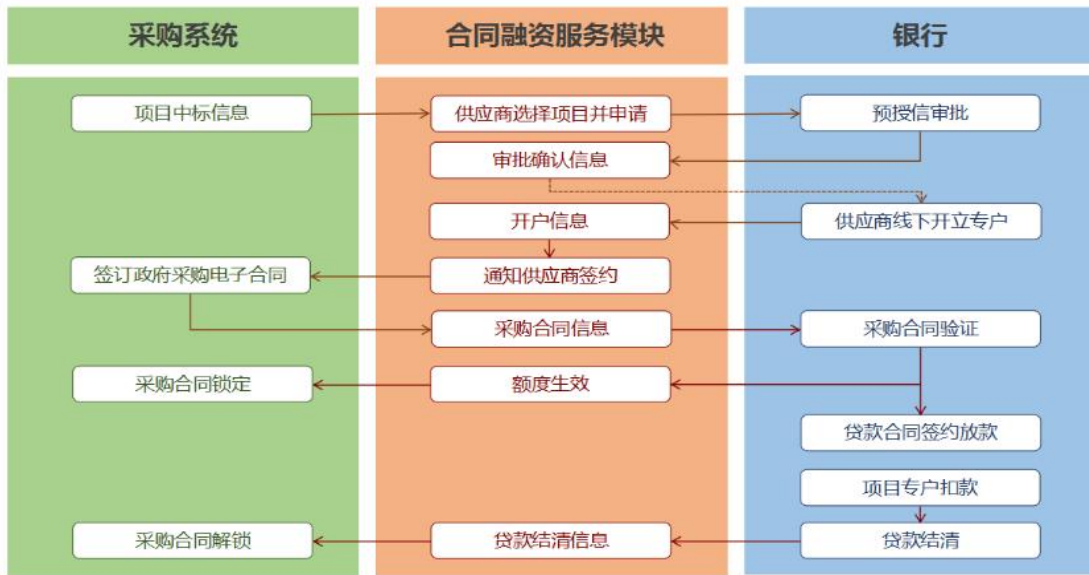 采购系统
合同融资服务模块
银行
项目中标信息
供应商选择项目并申请
预授信审批
审批确认信息
开户信息
供应商线下开立专户
签订政府采购电子合同
通知供应商签约
采购合同信息
采购合同验证
采购合同锁定
额度生效
贷款合同签约放款
项目专户扣款
采购合同解锁
贷款结清信息
贷款结清